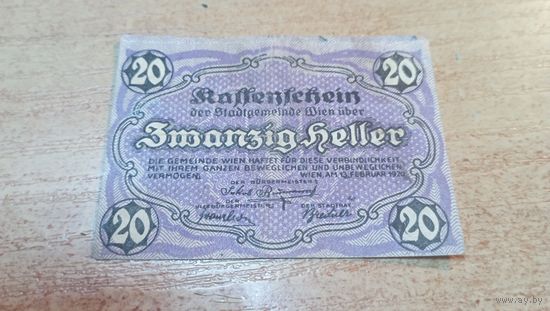 20 20
Kassenschein
der Stadtgemeinde Wien über
Zwanzig Heller
DIE GEMEINDE WIEN HAFTET FÜR DIESE VERBINDLICHKEIT
MIT IHREM GANZEN BEWEGLICHEN UND UNBEWEGLICHEN
VERMÖGEN. WIEN, AM 13. FEBRUAR 1920.
DER BÜRGERMEISTER:
DER VIZEBÜRGERMEISTER: DER STADTRAT:
20 20
www.ay.by